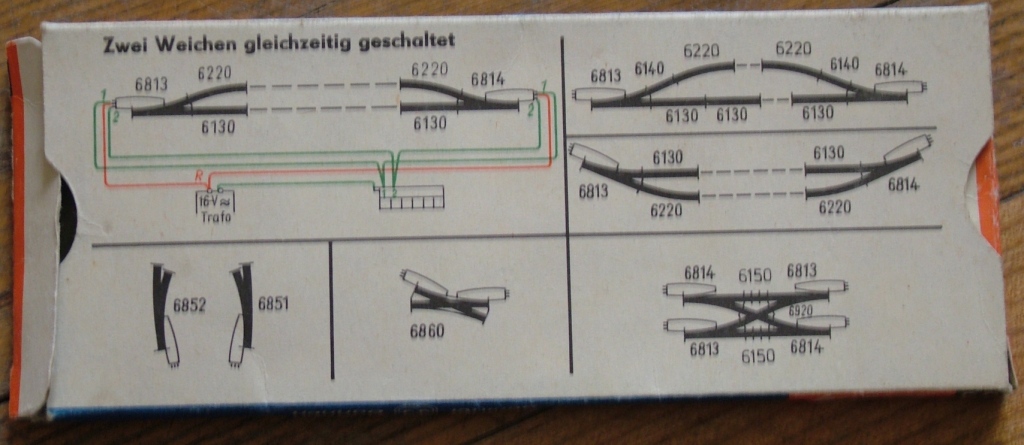 Zwei Weichen gleichzeitig geschaltet
6813 6220 6220 6814
1 1
2 2
6130 6130
R
16V ≈
Trafo
1 2
6813 6140 6220 6220 6140 6814
6130 6130 6130
6130 6130
6813 6814
6220 6220
6852 6851
6860
6814 6150 6813
6920
6813 6150 6814